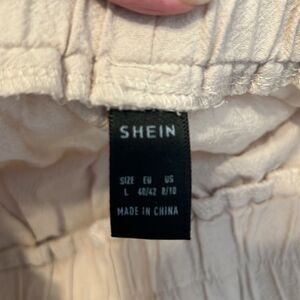 SHEIN
SIZE EU US
L 40/42 8/10
MADE IN CHINA